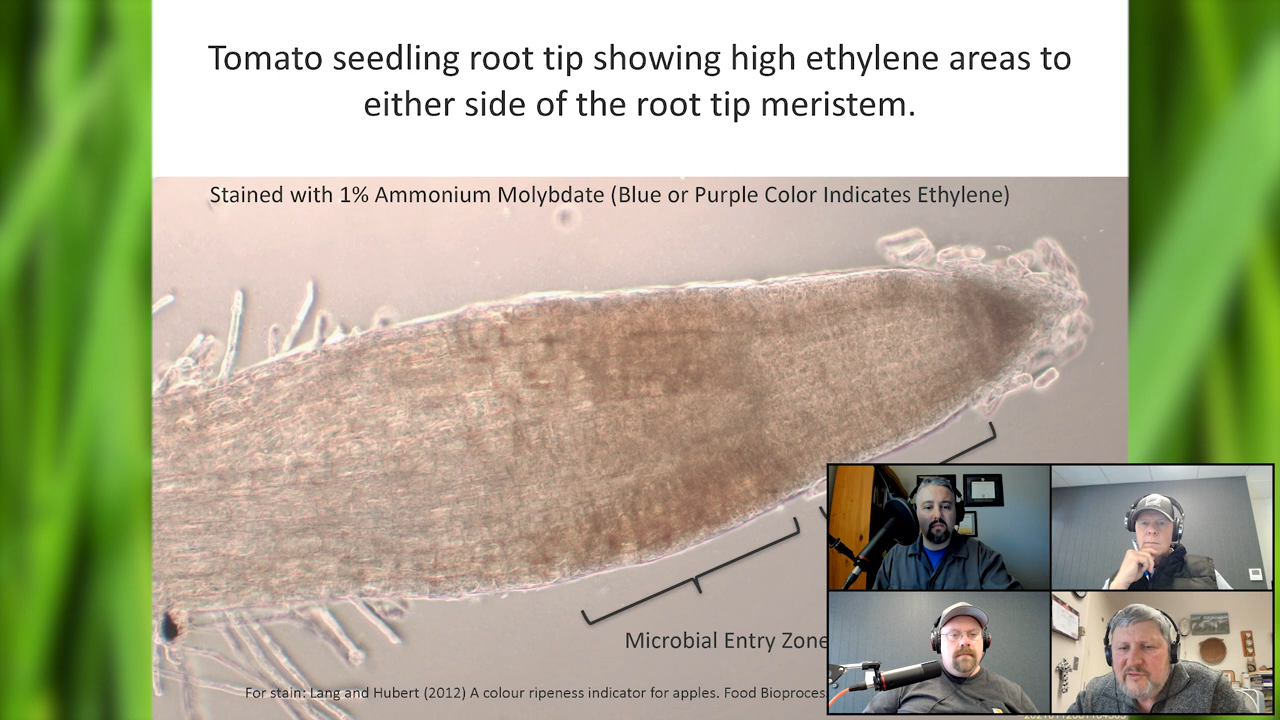 Tomato seedling root tip showing high ethylene areas to
either side of the root tip meristem.
Stained with 1% Ammonium Molybdate (Blue or Purple Color Indicates Ethylene)
Microbial Entry Zone
For stain: Lang and Hubert (2012) A colour ripeness indicator for apples. Food Bioproces